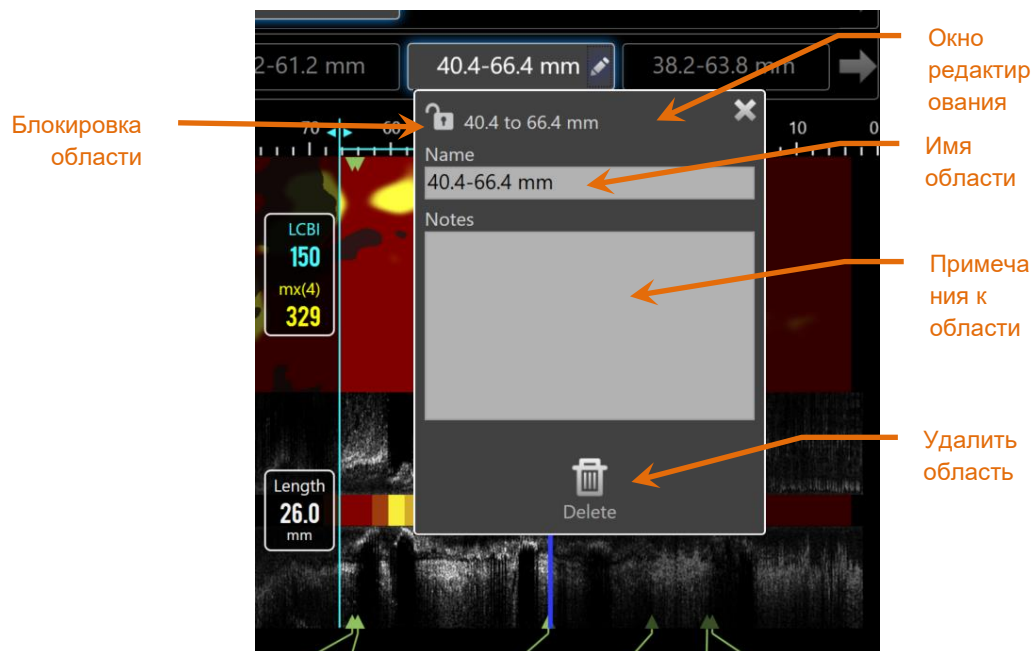 2-61.2 mm
40.4-66.4 mm
38.2-63.8 mm
Окно
редактир
ования
Блокировка
области
70
60
10
0
40.4 to 66.4 mm
Name
40.4-66.4 mm
Имя
области
Notes
LCBI
150
mx(4)
329
Примеча
ния к
области
Length
26.0
mm
Delete
Удалить
область